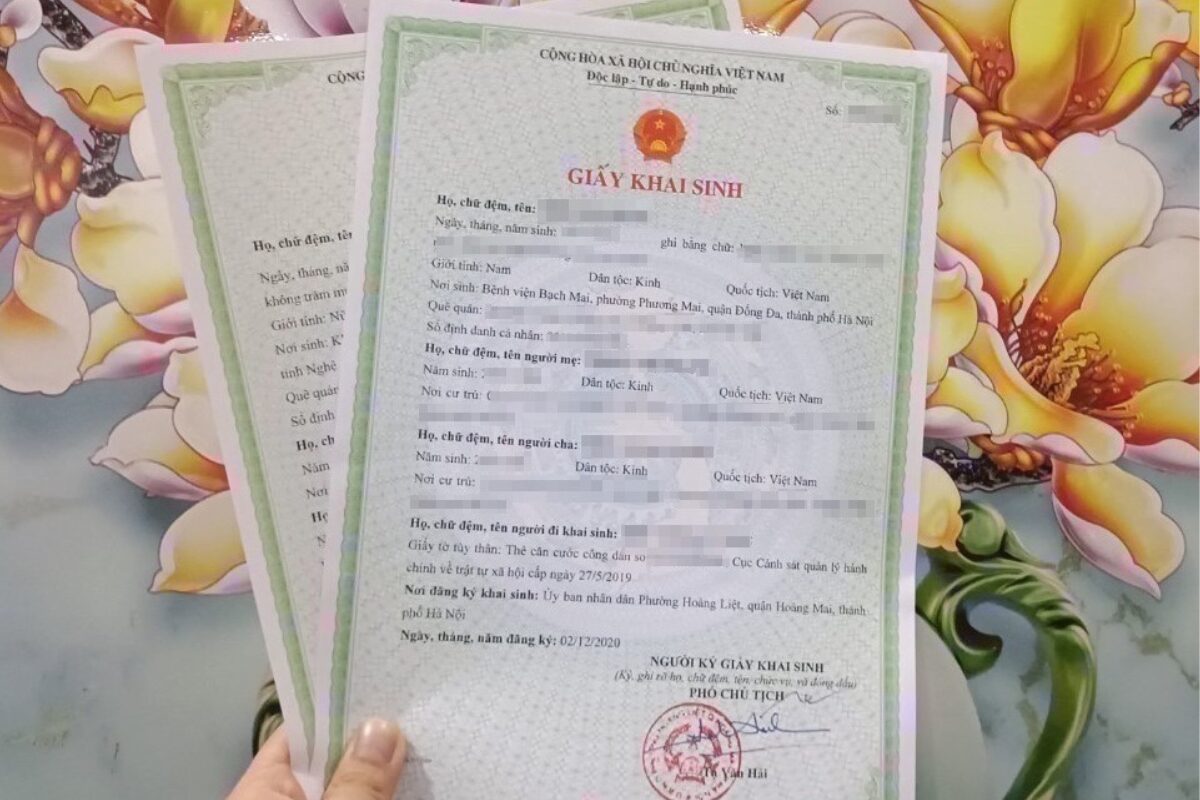 CỘNG HÒA XÃ HỘI CHỦ NGHĨA VIỆT NAM
Độc lập - Tự do - Hạnh phúc
Số:
GIẤY KHAI SINH
Họ, chữ đệm, tên:
Ngày, tháng, năm sinh: ghi bằng chữ:
Giới tính: Nam Dân tộc: Kinh Quốc tịch: Việt Nam
Nơi sinh: Bệnh viện Bạch Mai, phường Phương Mai, quận Đống Đa, thành phố Hà Nội
Quê quán:
Số định danh cá nhân:
Họ, chữ đệm, tên người mẹ:
Năm sinh: Dân tộc: Kinh Quốc tịch: Việt Nam
Nơi cư trú:
Họ, chữ đệm, tên người cha:
Năm sinh: Dân tộc: Kinh Quốc tịch: Việt Nam
Nơi cư trú:
Họ, chữ đệm, tên người đi khai sinh:
Giấy tờ tùy thân: Thẻ căn cước công dân số Cục Cảnh sát quản lý hành
chính về trật tự xã hội cấp ngày 27/5/2019
Nơi đăng ký khai sinh: Ủy ban nhân dân Phường Hoàng Liệt, quận Hoàng Mai, thành
phố Hà Nội
Ngày, tháng, năm đăng ký: 02/12/2020
NGƯỜI KÝ GIẤY KHAI SINH
(Ký, ghi rõ họ, chữ đệm, tên, chức vụ, và đóng dấu)
PHÓ CHỦ TỊCH
Văn Hải
CỘNG
Họ, chữ đệm, tên
Ngày, tháng, nă
không trăm
Giới tính: Nữ
Nơi sinh:
tỉnh Nghệ
Quê quán
Số định
Họ, ch
Năm
Nơi
Họ